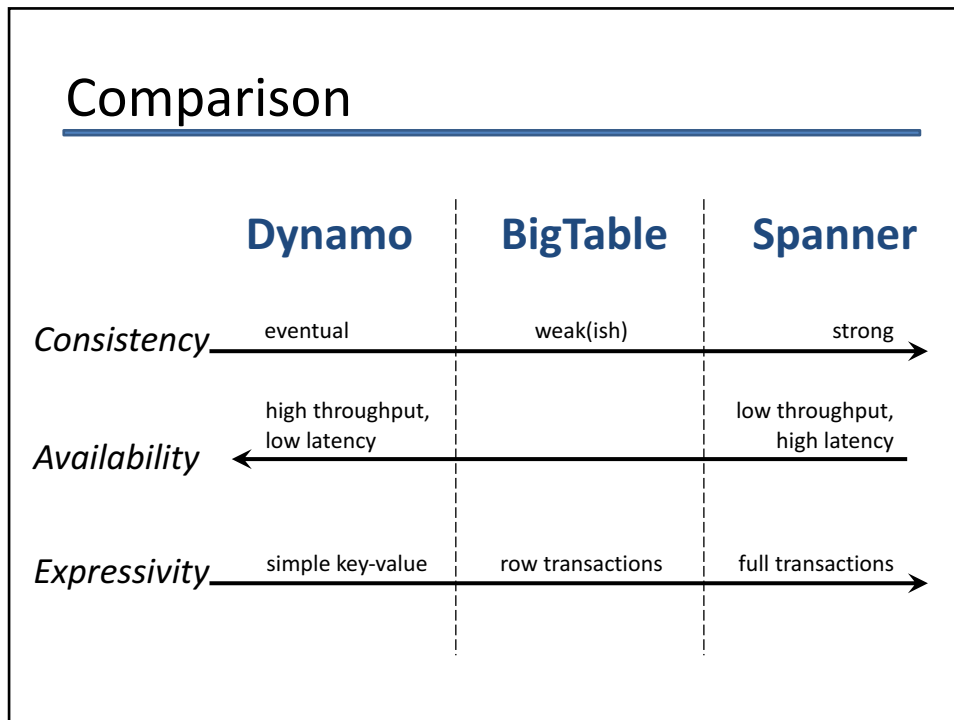 Comparison
Dynamo BigTable Spanner
Consistency eventual weak(ish) strong
high throughput, low throughput,
low latency high latency
Availability
Expressivity simple key-value row transactions full transactions